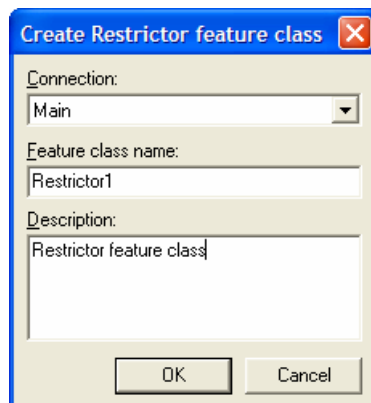 Create Restrictor feature class
Connection:
Main
Feature class name:
Restrictor1
Description:
Restrictor feature class
OK Cancel